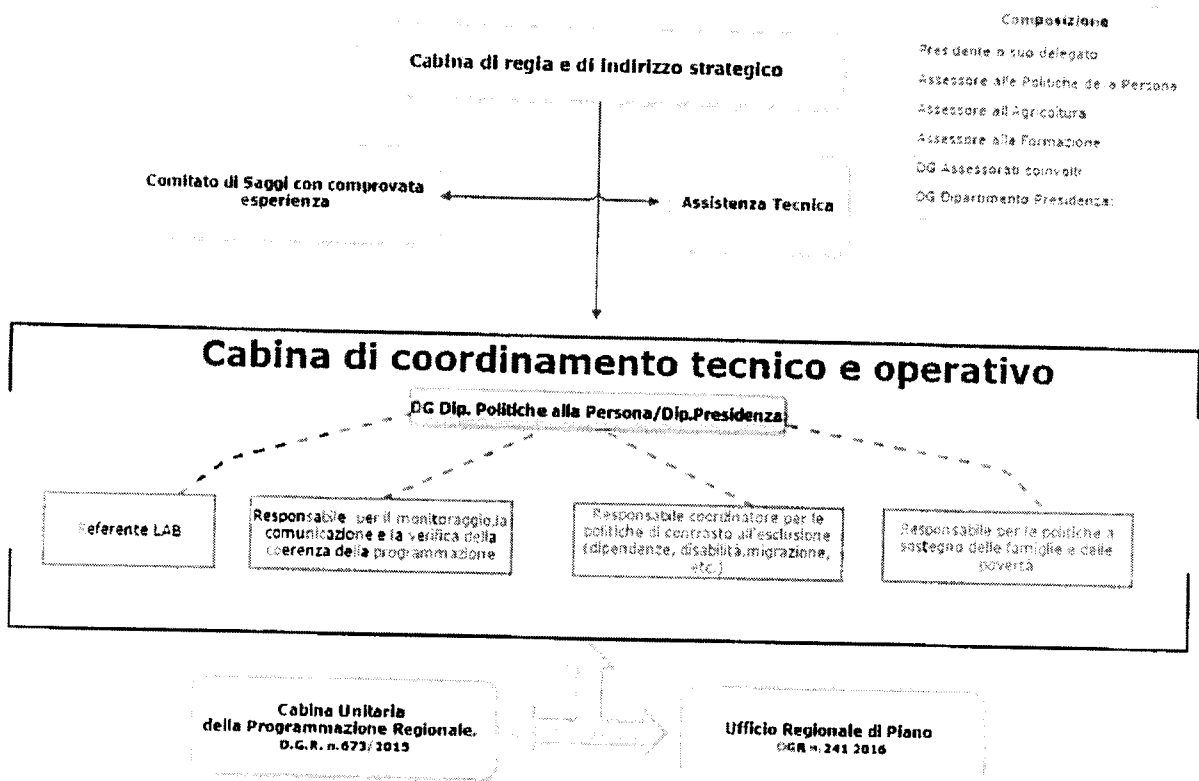 Composizione
Presidente o suo delegato
Assessore alle Politiche della Persona
Assessore all'Agricoltura
Assessore alla Formazione
DG Assessorati coinvolti
DG Dipartimento Presidenza
Cabina di regia e di indirizzo strategico
Comitato di Saggi con comprovata
esperienza
Assistenza Tecnica
Cabina di coordinamento tecnico e operativo
DG Dip. Politiche alla Persona/Dip.Presidenza
Referente LAB
Responsabile per il monitoraggio,la
comunicazione e la verifica della
coerenza della programmazione
Responsabile coordinatore per le
politiche di contrasto all'esclusione
(dipendenze, disabilità,migrazione,
etc.)
Responsabile per le politiche a
sostegno delle famiglie e delle
povertà
Cabina Unitaria
della Programmazione Regionale.
D.G.R. n.673/2015
Ufficio Regionale di Piano
DGR n. 241 2016